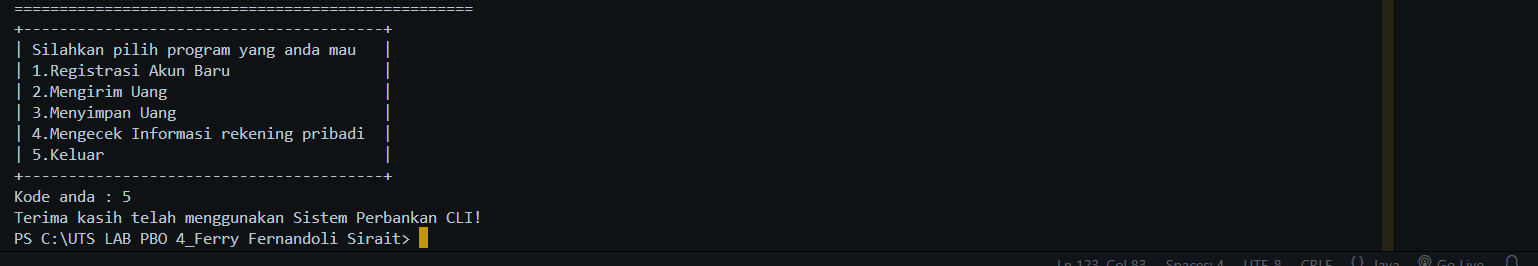 ===================================================
+----------------------------------------+
| Silahkan pilih program yang anda mau   |
| 1.Registrasi Akun Baru                 |
| 2.Mengirim Uang                        |
| 3.Menyimpan Uang                       |
| 4.Mengecek Informasi rekening pribadi  |
| 5.Keluar                               |
+----------------------------------------+
Kode anda : 5
Terima kasih telah menggunakan Sistem Perbankan CLI!
PS C:\UTS LAB PBO 4_Ferry Fernandoli Sirait>
Ln 123, Col 83 Spaces: 4 UTF-8 CRLF {} Java Go Live